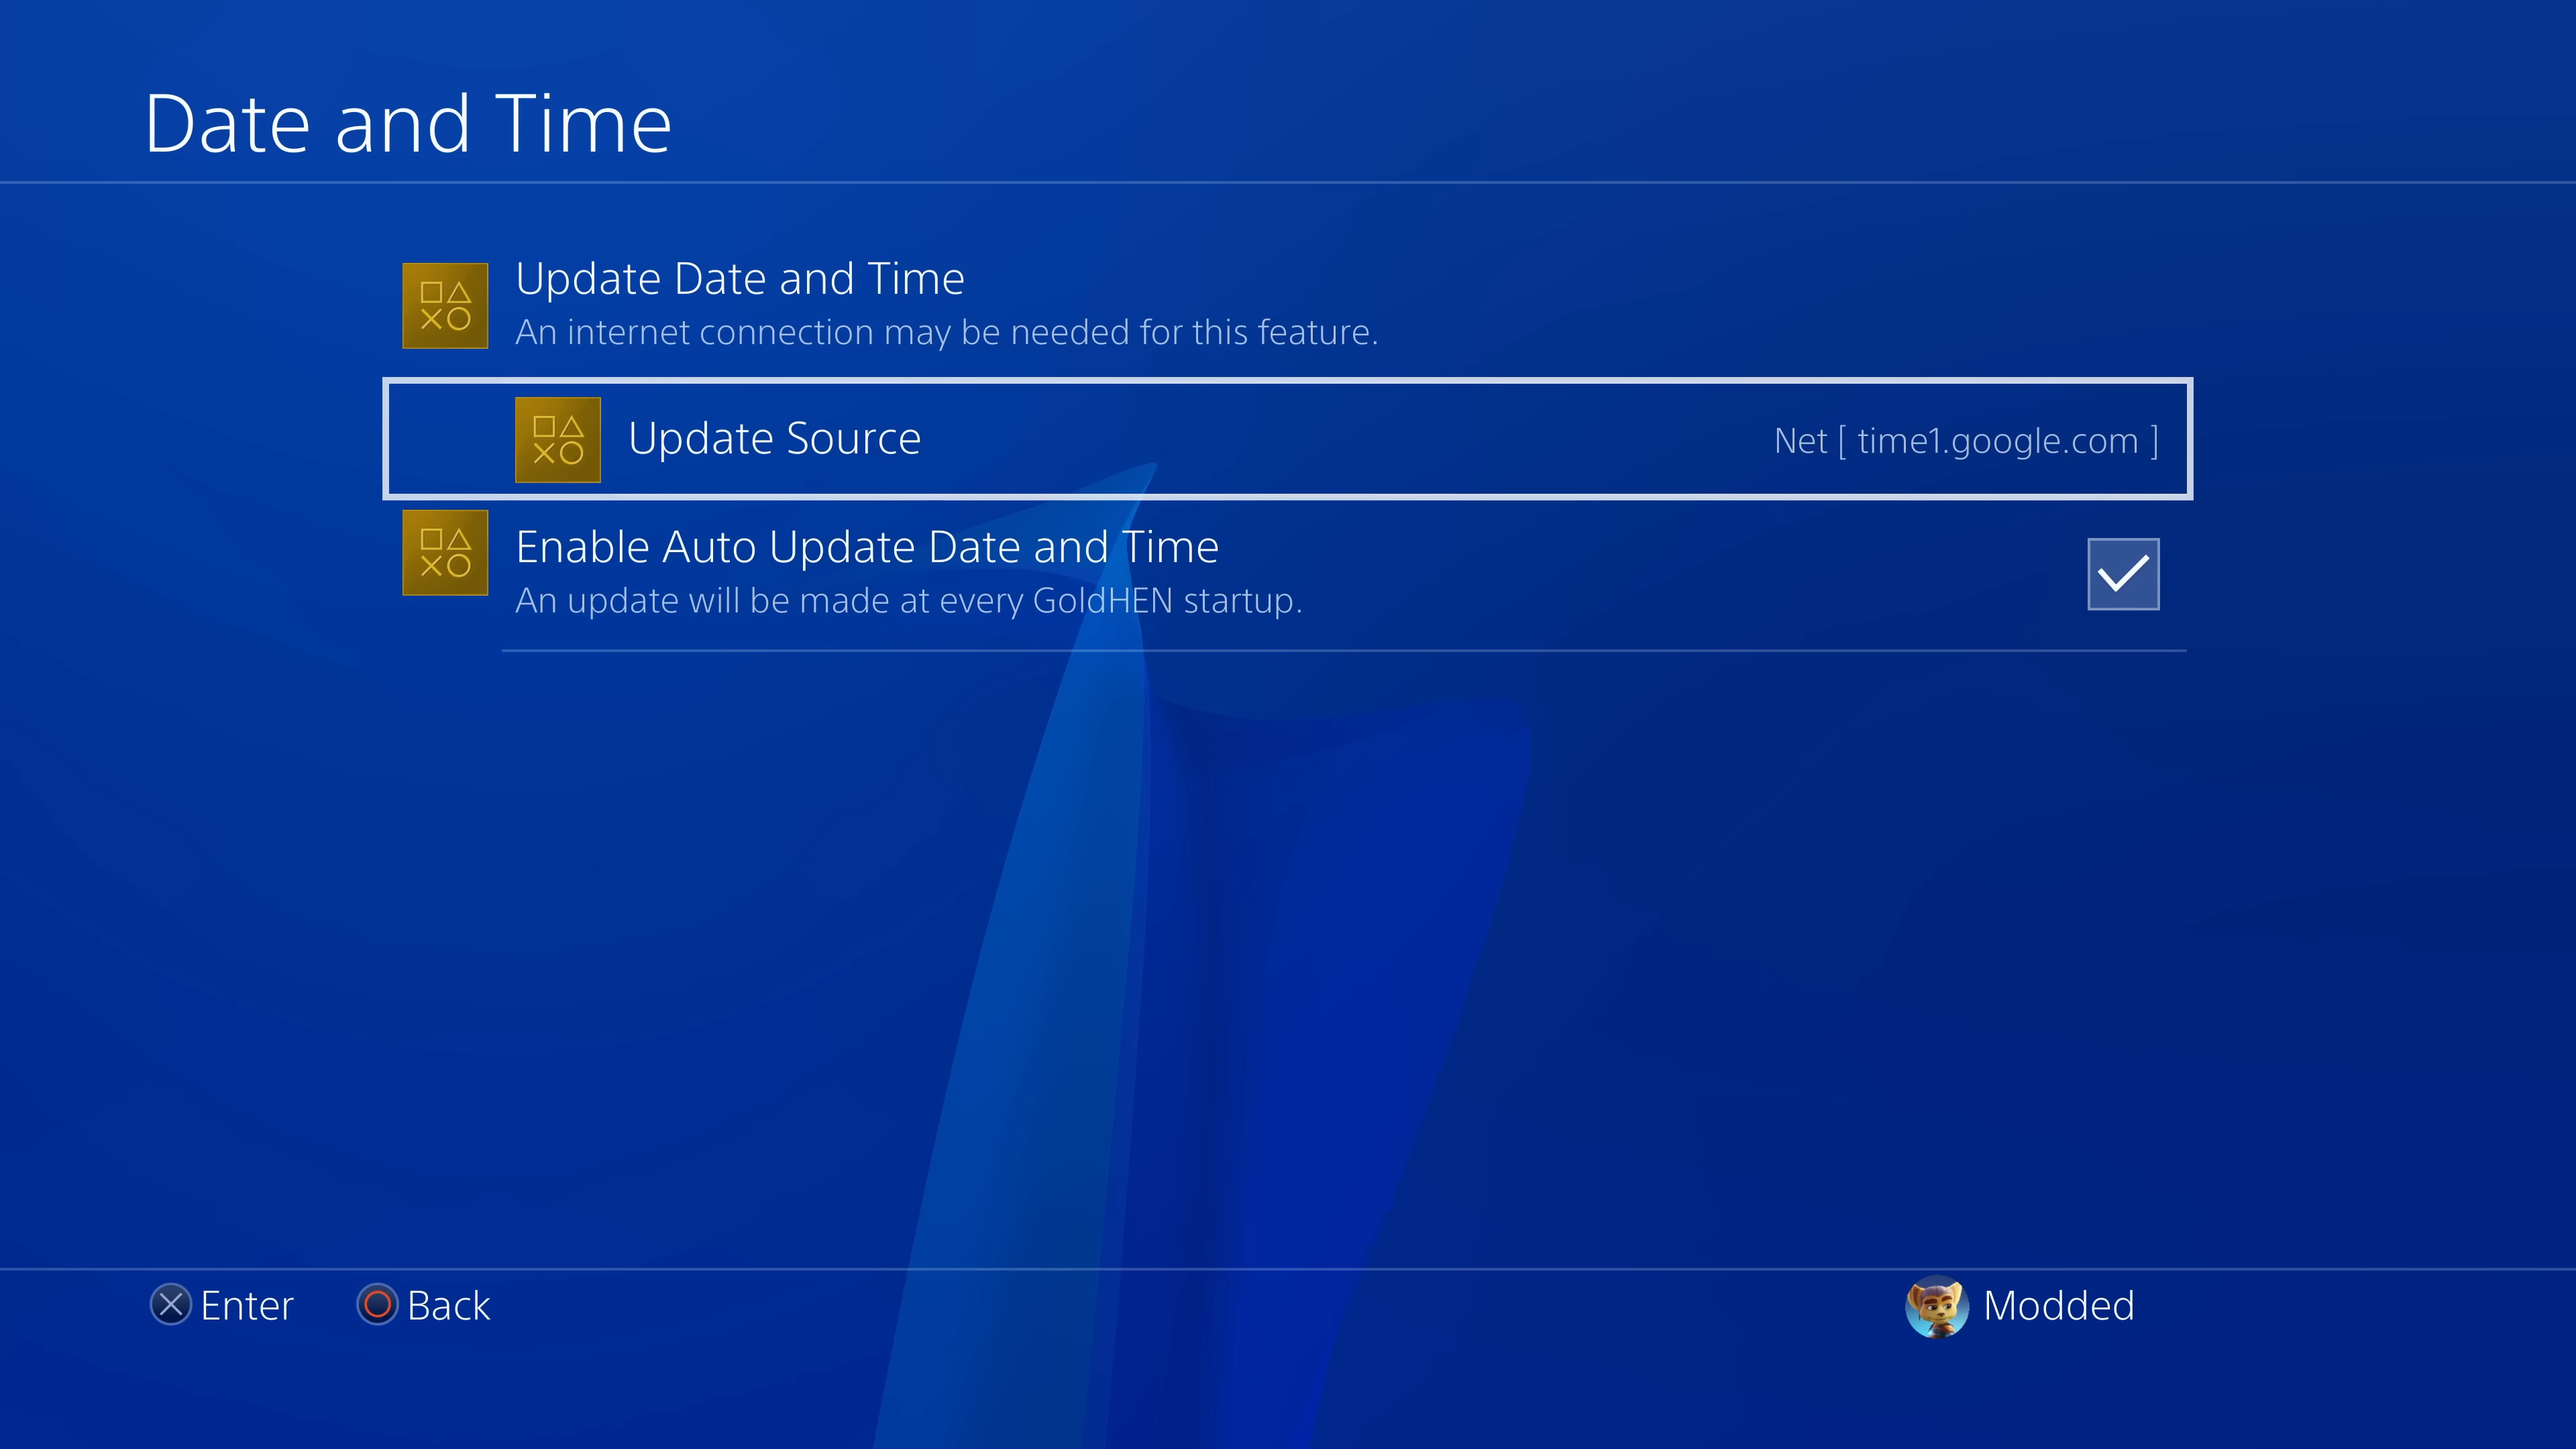 Date and Time
Update Date and Time
An internet connection may be needed for this feature.
Update Source
Net [ time1.google.com ]
Enable Auto Update Date and Time
An update will be made at every GoldHEN startup.
Enter
Back
Modded